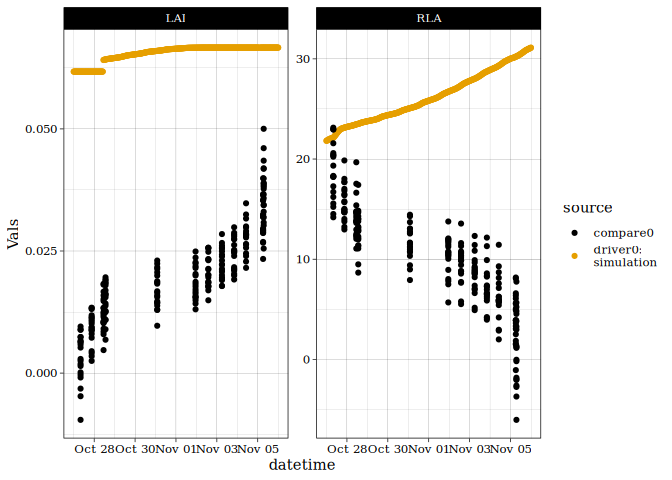 LAI
RLA
Vals
0.050
0.025
0.000
30
20
10
0
Oct 28 Oct 30 Nov 01 Nov 03 Nov 05
Oct 28 Oct 30 Nov 01 Nov 03 Nov 05
datetime
source
compare0
driver0:
simulation